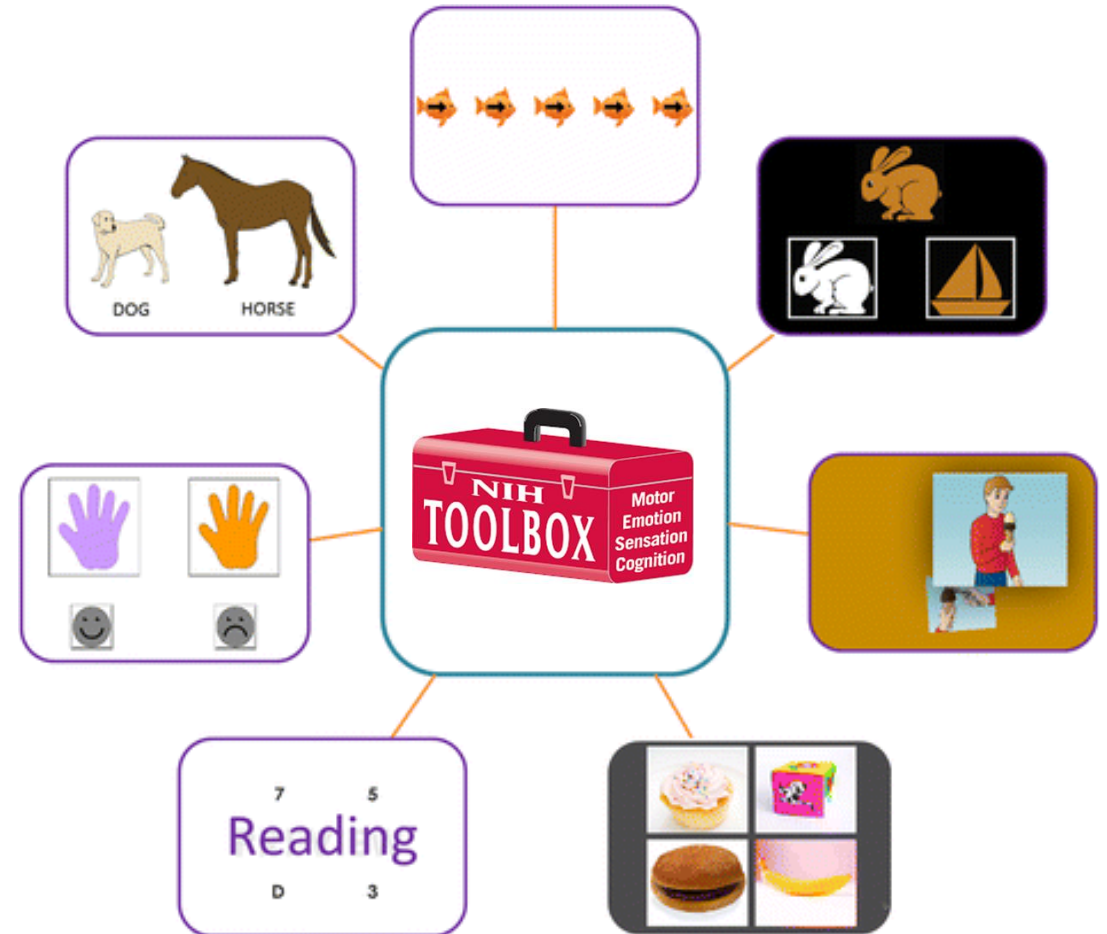 DOG HORSE
NIH
TOOLBOX
Motor
Emotion
Sensation
Cognition
7 5
Reading
D 3